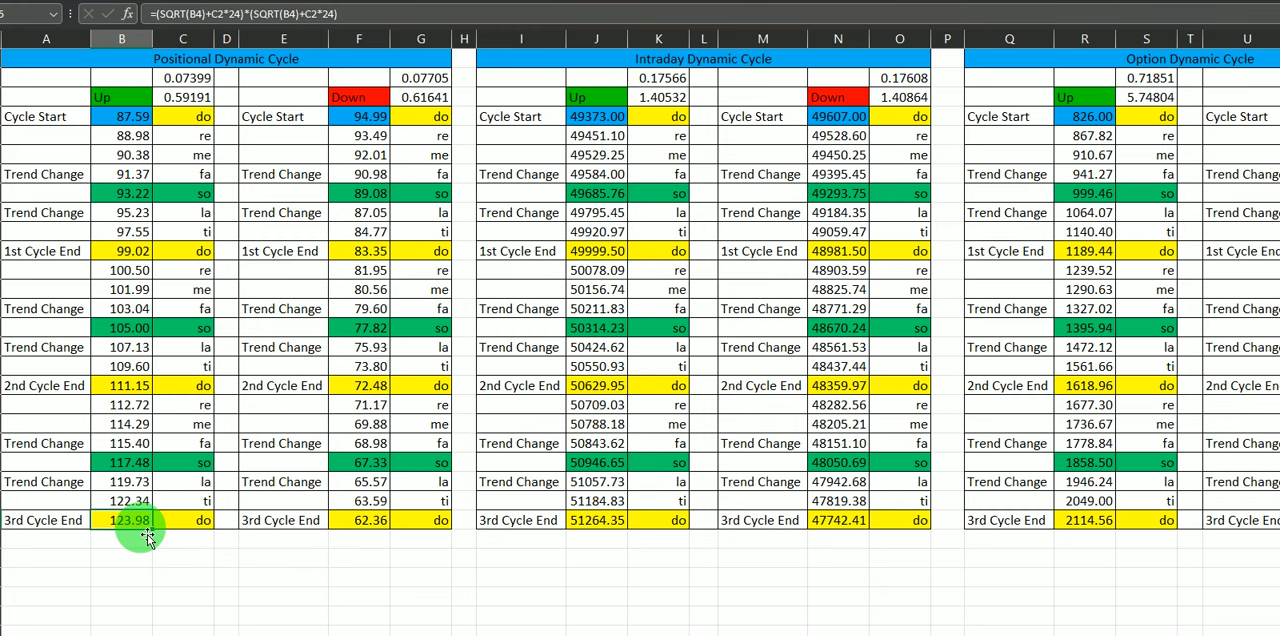 5 fx =(SQRT(B4)+C2*24)*(SQRT(B4)+C2*24)
A B C D E F G H I J K L M N O P Q R S T U
Positional Dynamic Cycle Intraday Dynamic Cycle Option Dynamic Cycle
0.07399 0.07705 0.17566 0.17608 0.71851
Up 0.59191 Down 0.61641 Up 1.40532 Down 1.40864 Up 5.74804
Cycle Start 87.59 do Cycle Start 94.99 do Cycle Start 49373.00 do Cycle Start 49607.00 do Cycle Start 826.00 do Cycle Start
88.98 re 93.49 re 49451.10 re 49528.60 re 867.82 re
90.38 me 92.01 me 49529.25 me 49450.25 me 910.67 me
Trend Change 91.37 fa Trend Change 90.98 fa Trend Change 49584.00 fa Trend Change 49395.45 fa Trend Change 941.27 fa Trend Chang
93.22 so 89.08 so 49685.76 so 49293.75 so 999.46 so
Trend Change 95.23 la Trend Change 87.05 la Trend Change 49795.45 la Trend Change 49184.35 la Trend Change 1064.07 la Trend Chang
97.55 ti 84.77 ti 49920.97 ti 49059.47 ti 1140.40 ti
1st Cycle End 99.02 do 1st Cycle End 83.35 do 1st Cycle End 49999.50 do 1st Cycle End 48981.50 do 1st Cycle End 1189.44 do 1st Cycle En
100.50 re 81.95 re 50078.09 re 48903.59 re 1239.52 re
101.99 me 80.56 me 50156.74 me 48825.74 me 1290.63 me
Trend Change 103.04 fa Trend Change 79.60 fa Trend Change 50211.83 fa Trend Change 48771.29 fa Trend Change 1327.02 fa Trend Chang
105.00 so 77.82 so 50314.23 so 48670.24 so 1395.94 so
Trend Change 107.13 la Trend Change 75.93 la Trend Change 50424.62 la Trend Change 48561.53 la Trend Change 1472.12 la Trend Chang
109.60 ti 73.80 ti 50550.93 ti 48437.44 ti 1561.66 ti
2nd Cycle End 111.15 do 2nd Cycle End 72.48 do 2nd Cycle End 50629.95 do 2nd Cycle End 48359.97 do 2nd Cycle End 1618.96 do 2nd Cycle E
112.72 re 71.17 re 50709.03 re 48282.56 re 1677.30 re
114.29 me 69.88 me 50788.18 me 48205.21 me 1736.67 me
Trend Change 115.40 fa Trend Change 68.98 fa Trend Change 50843.62 fa Trend Change 48151.10 fa Trend Change 1778.84 fa Trend Chang
117.48 so 67.33 so 50946.65 so 48050.69 so 1858.50 so
Trend Change 119.73 la Trend Change 65.57 la Trend Change 51057.73 la Trend Change 47942.68 la Trend Change 1946.24 la Trend Chang
122.34 ti 63.59 ti 51184.83 ti 47819.38 ti 2049.00 ti
3rd Cycle End 123.98 do 3rd Cycle End 62.36 do 3rd Cycle End 51264.35 do 3rd Cycle End 47742.41 do 3rd Cycle End 2114.56 do 3rd Cycle E